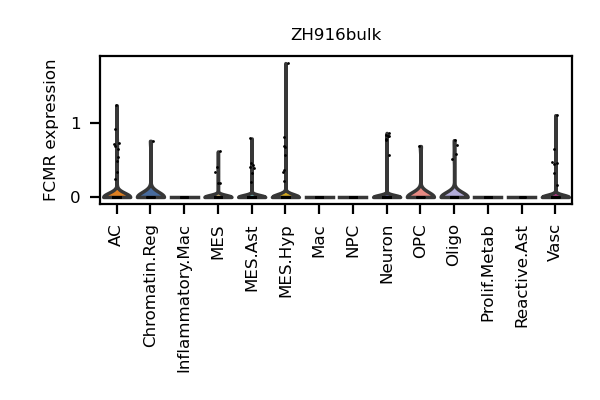 ZH916bulk
FCMR expression
1
0
AC
Chromatin.Reg
Inflammatory.Mac
MES
MES.Ast
MES.Hyp
Mac
NPC
Neuron
OPC
Oligo
Prolif.Metab
Reactive.Ast
Vasc